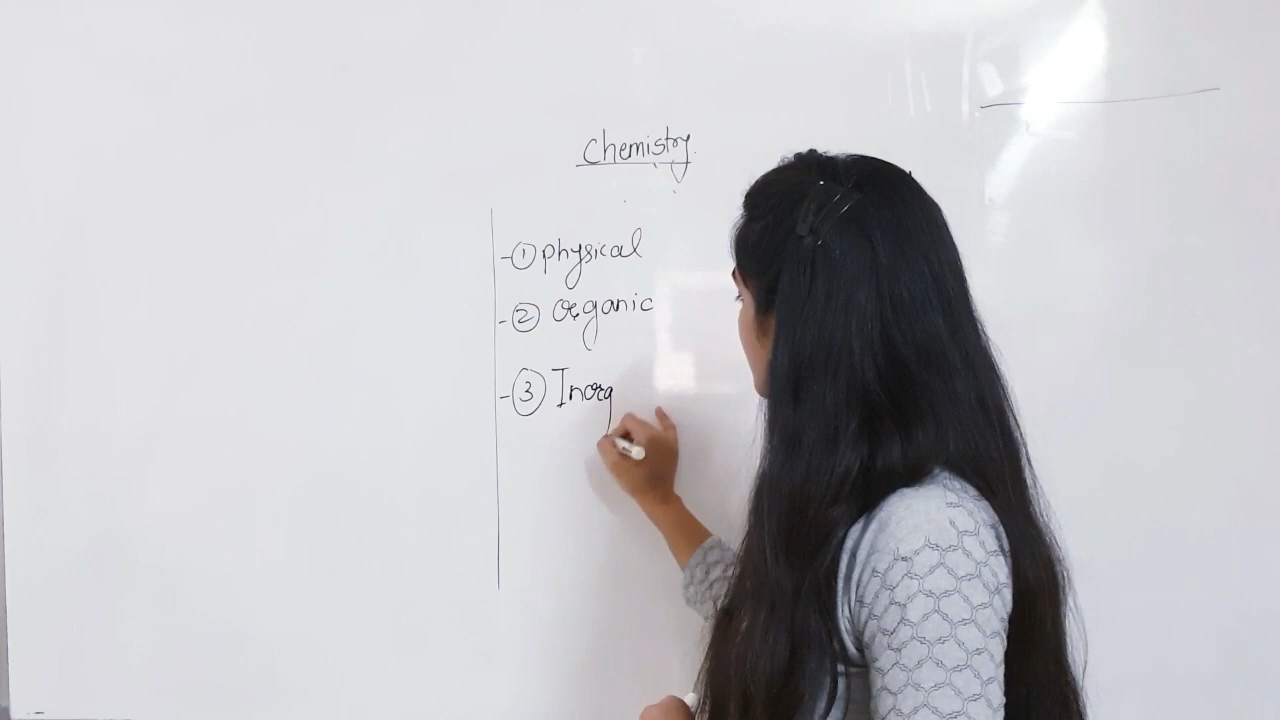 Chemistry
① physical
② Organic
③ Inorg